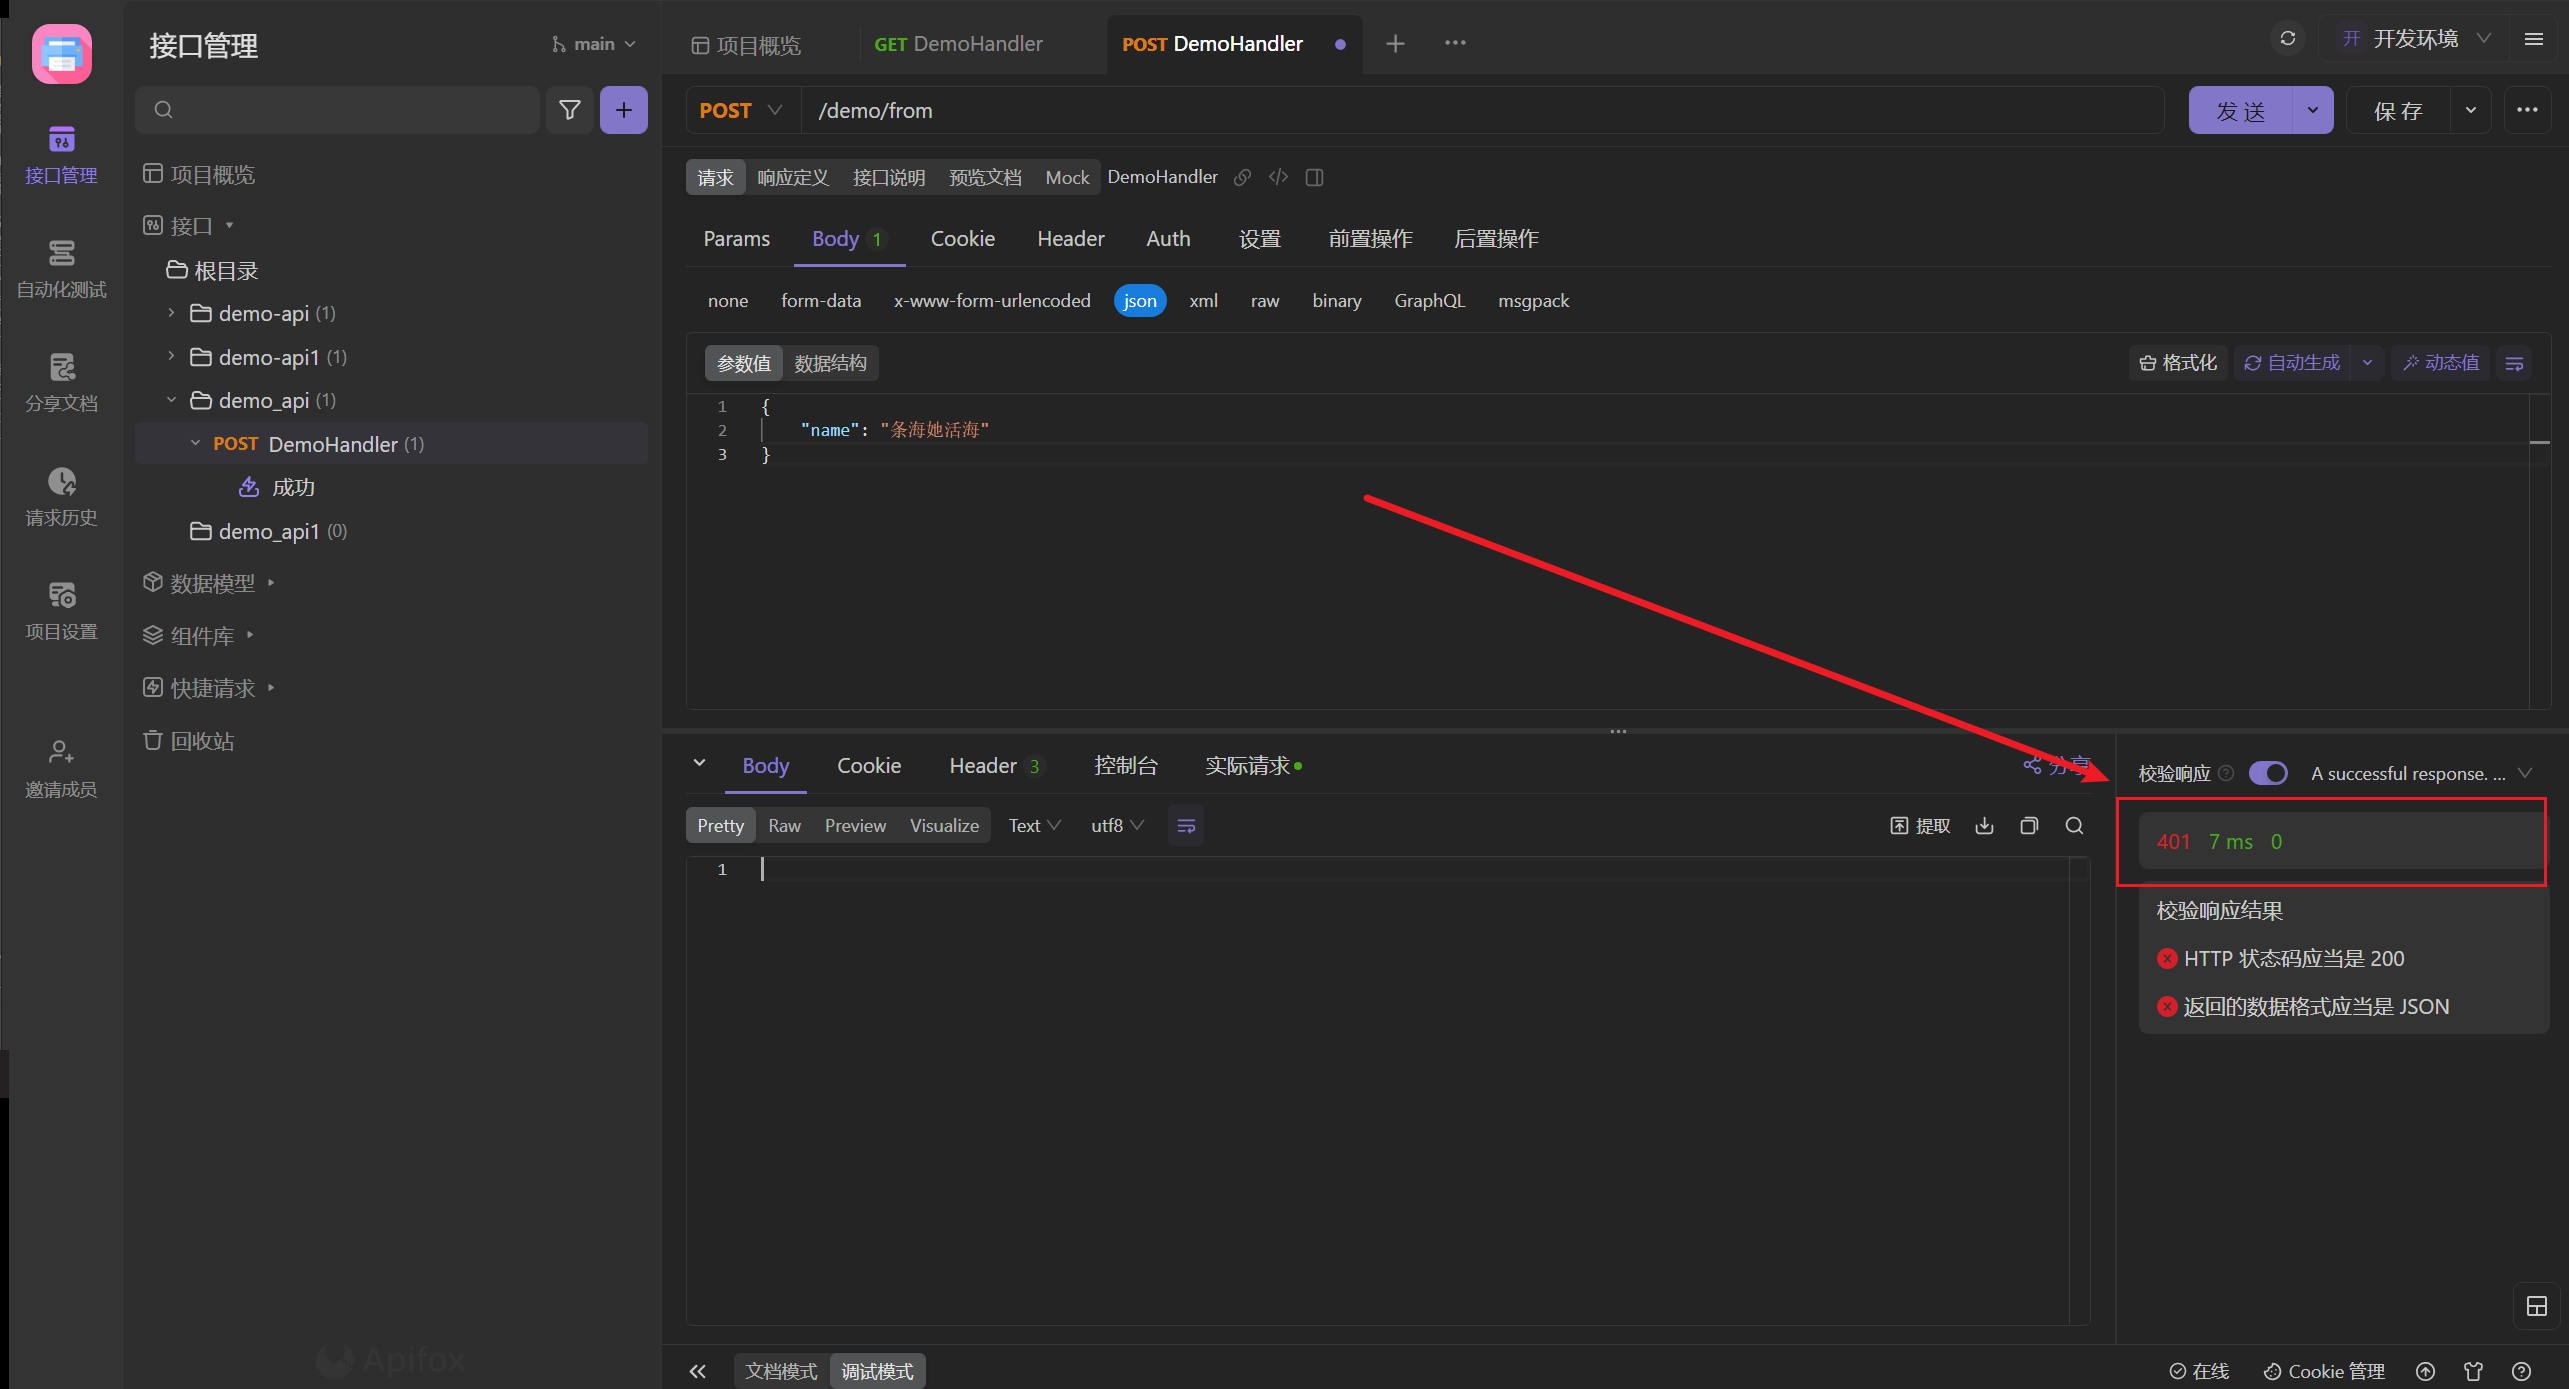 接口管理
main
项目概览
GET DemoHandler
POST DemoHandler
开 开发环境
POST
/demo/from
发 送
保 存
接口管理
自动化测试
分享文档
请求历史
项目设置
邀请成员
项目概览
接口
根目录
demo-api (1)
demo-api1 (1)
demo_api (1)
POST DemoHandler (1)
成功
demo_api1 (0)
数据模型
组件库
快捷请求
回收站
Apifox
请求 响应定义 接口说明 预览文档 Mock DemoHandler
Params Body 1 Cookie Header Auth 设置 前置操作 后置操作
none form-data x-www-form-urlencoded json xml raw binary GraphQL msgpack
参数值 数据结构 格式化 自动生成 动态值
1 {
2 "name": "条海她活海"
3 }
Body Cookie Header 3 控制台 实际请求 分享
Pretty Raw Preview Visualize Text utf8 提取
1
校验响应 A successful response. ...
401 7 ms 0
校验响应结果
HTTP 状态码应当是 200
返回的数据格式应当是 JSON
文档模式 调试模式 在线 Cookie 管理